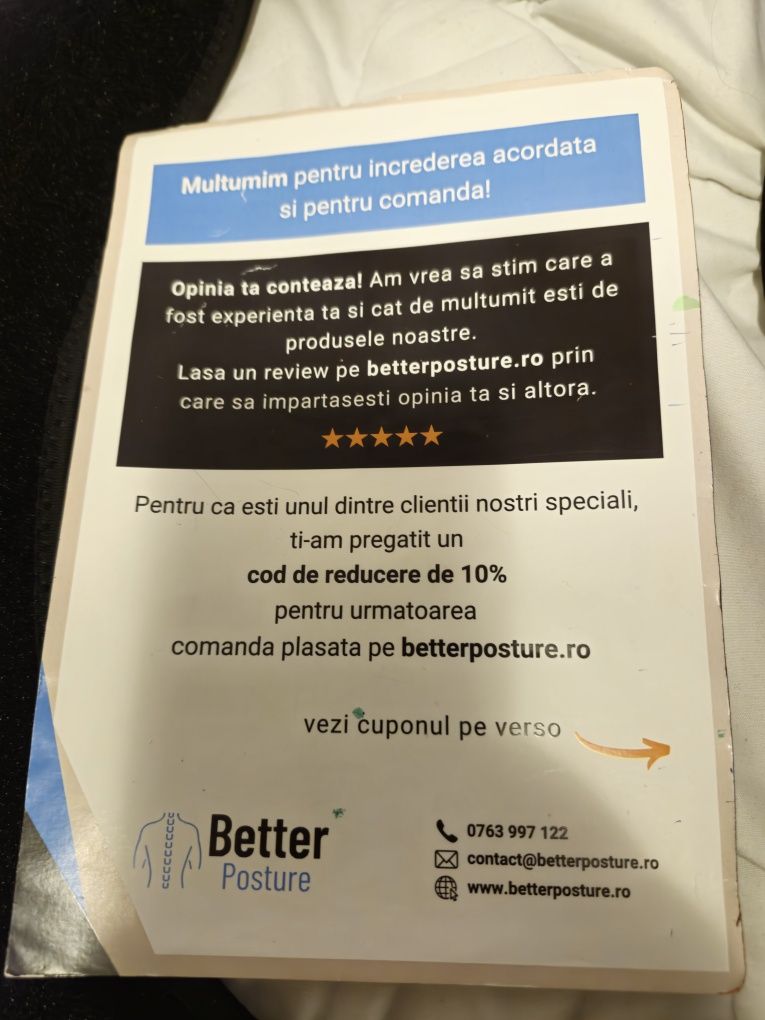 Multumim pentru increderea acordata
si pentru comanda!
Opinia ta conteaza! Am vrea sa stim care a
fost experienta ta si cat de multumit esti de
produsele noastre.
Lasa un review pe betterposture.ro prin
care sa impartasesti opinia ta si altora.
Pentru ca esti unul dintre clientii nostri speciali,
ti-am pregatit un
cod de reducere de 10%
pentru urmatoarea
comanda plasata pe betterposture.ro
vezi cuponul pe verso
Better
Posture
0763 997 122
contact@betterposture.ro
www.betterposture.ro